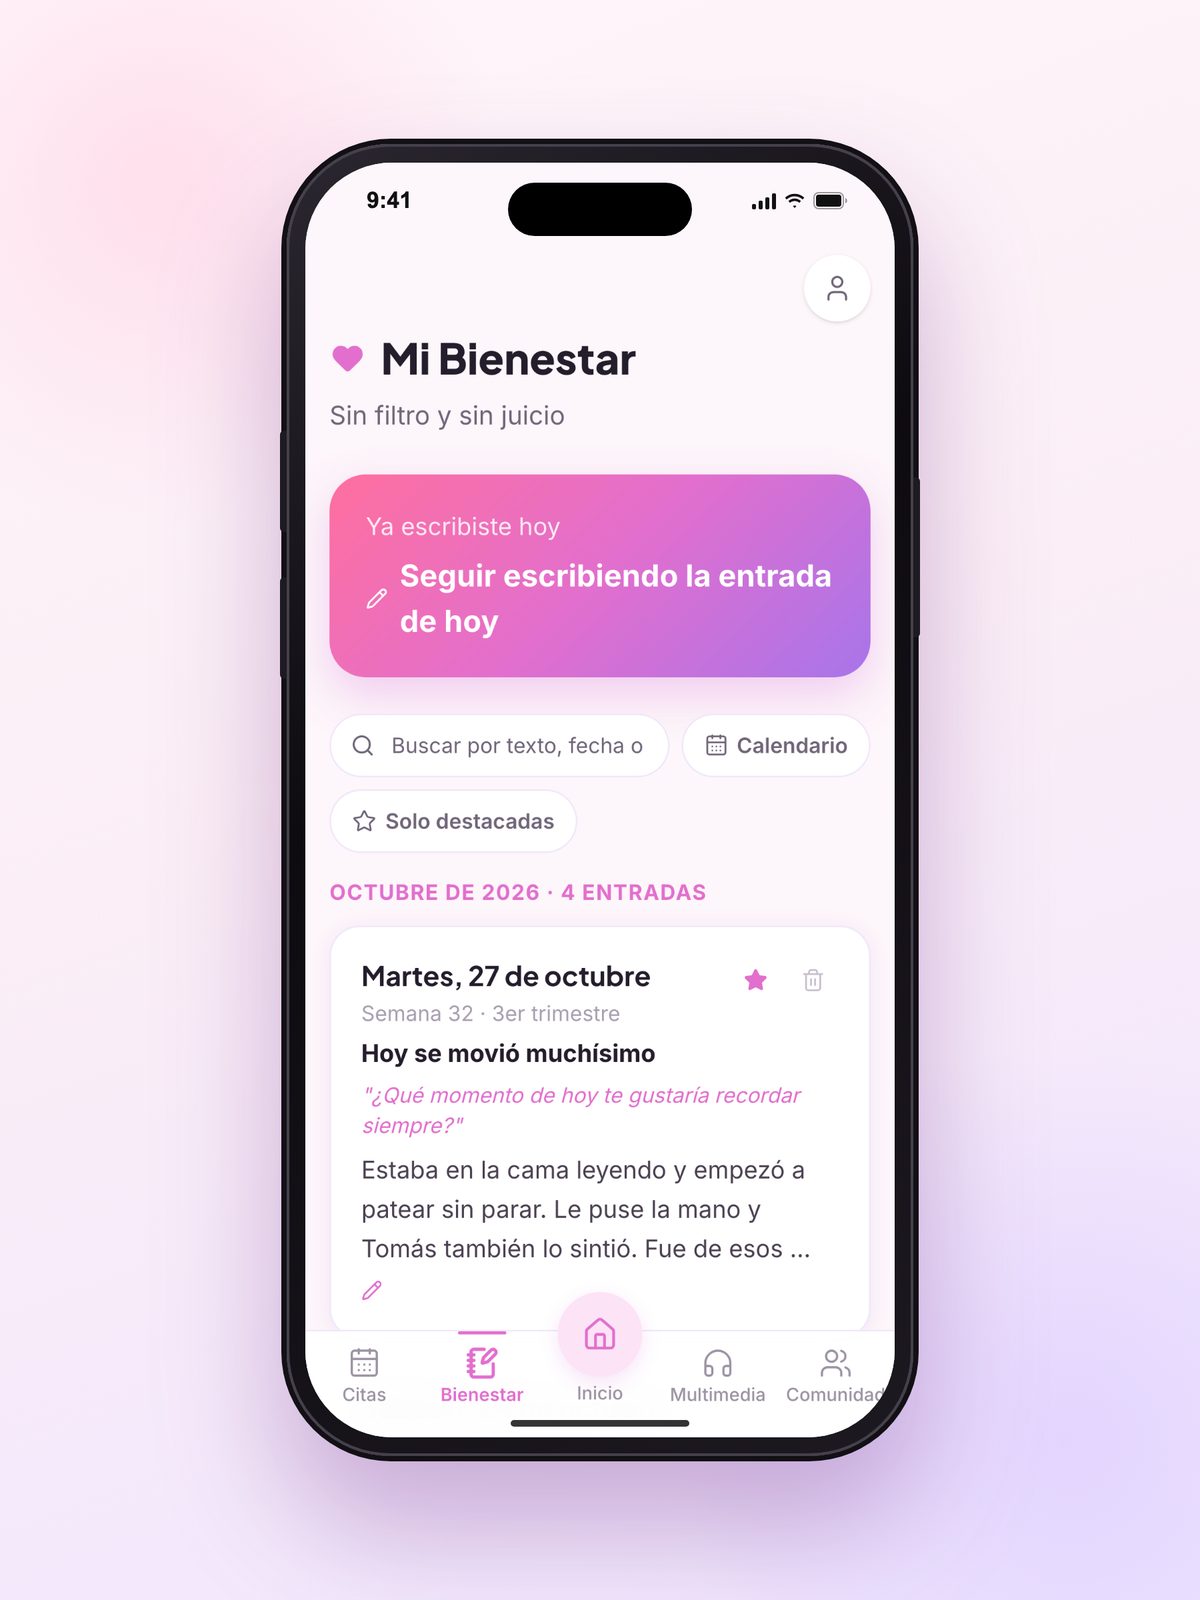 9:41
Mi Bienestar
Sin filtro y sin juicio
Ya escribiste hoy
Seguir escribiendo la entrada
de hoy
Buscar por texto, fecha o
Calendario
Solo destacadas
OCTUBRE DE 2026 · 4 ENTRADAS
Martes, 27 de octubre
Semana 32 · 3er trimestre
Hoy se movió muchísimo
"¿Qué momento de hoy te gustaría recordar
siempre?"
Estaba en la cama leyendo y empezó a
patear sin parar. Le puse la mano y
Tomás también lo sintió. Fue de esos ...
Citas
Bienestar
Inicio
Multimedia
Comunidad